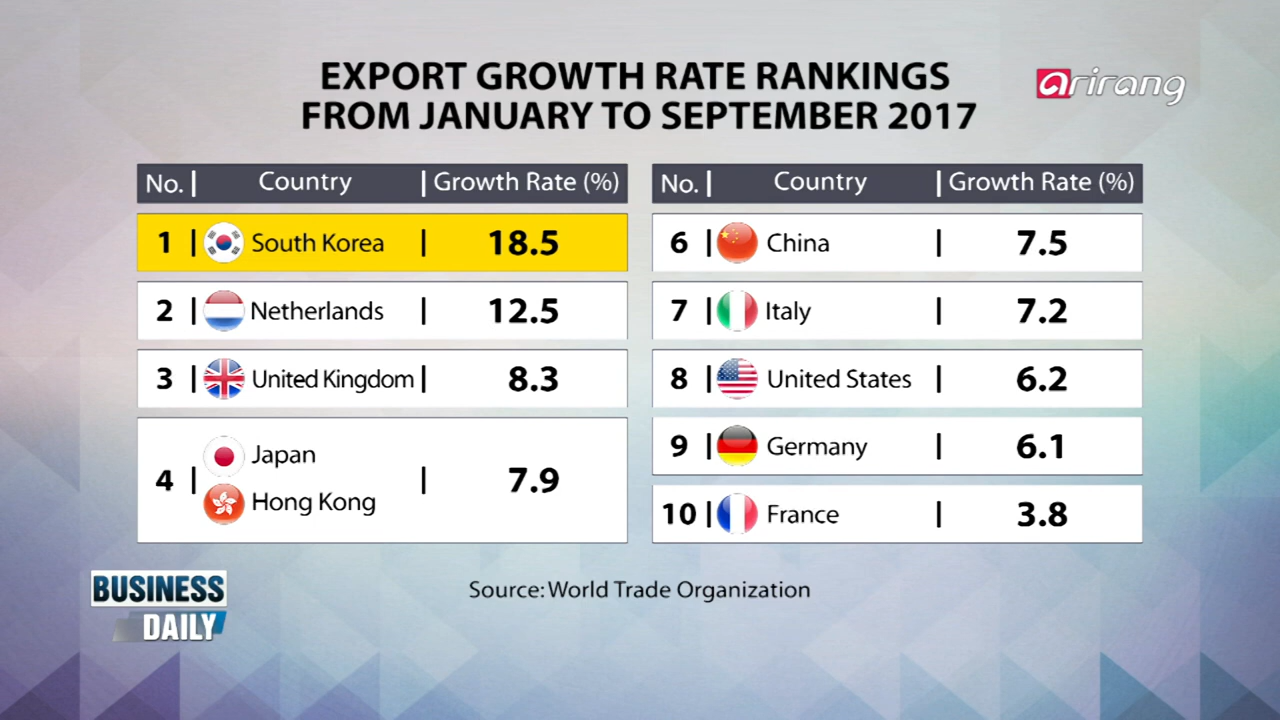 EXPORT GROWTH RATE RANKINGS
FROM JANUARY TO SEPTEMBER 2017
arirang
No. | Country | Growth Rate (%)
1 | South Korea | 18.5
2 | Netherlands | 12.5
3 | United Kingdom | 8.3
4 | Japan
Hong Kong | 7.9
No. | Country | Growth Rate (%)
6 | China | 7.5
7 | Italy | 7.2
8 | United States | 6.2
9 | Germany | 6.1
10 | France | 3.8
Source: World Trade Organization
BUSINESS
DAILY